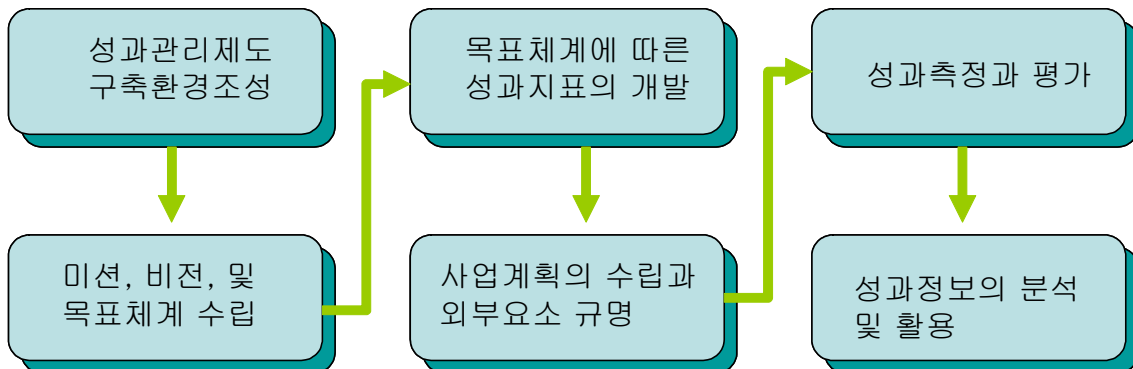 성과관리제도
구축환경조성
미션, 비전, 및
목표체계 수립
목표체계에 따른
성과지표의 개발
사업계획의 수립과
외부요소 규명
성과측정과 평가
성과정보의 분석
및 활용